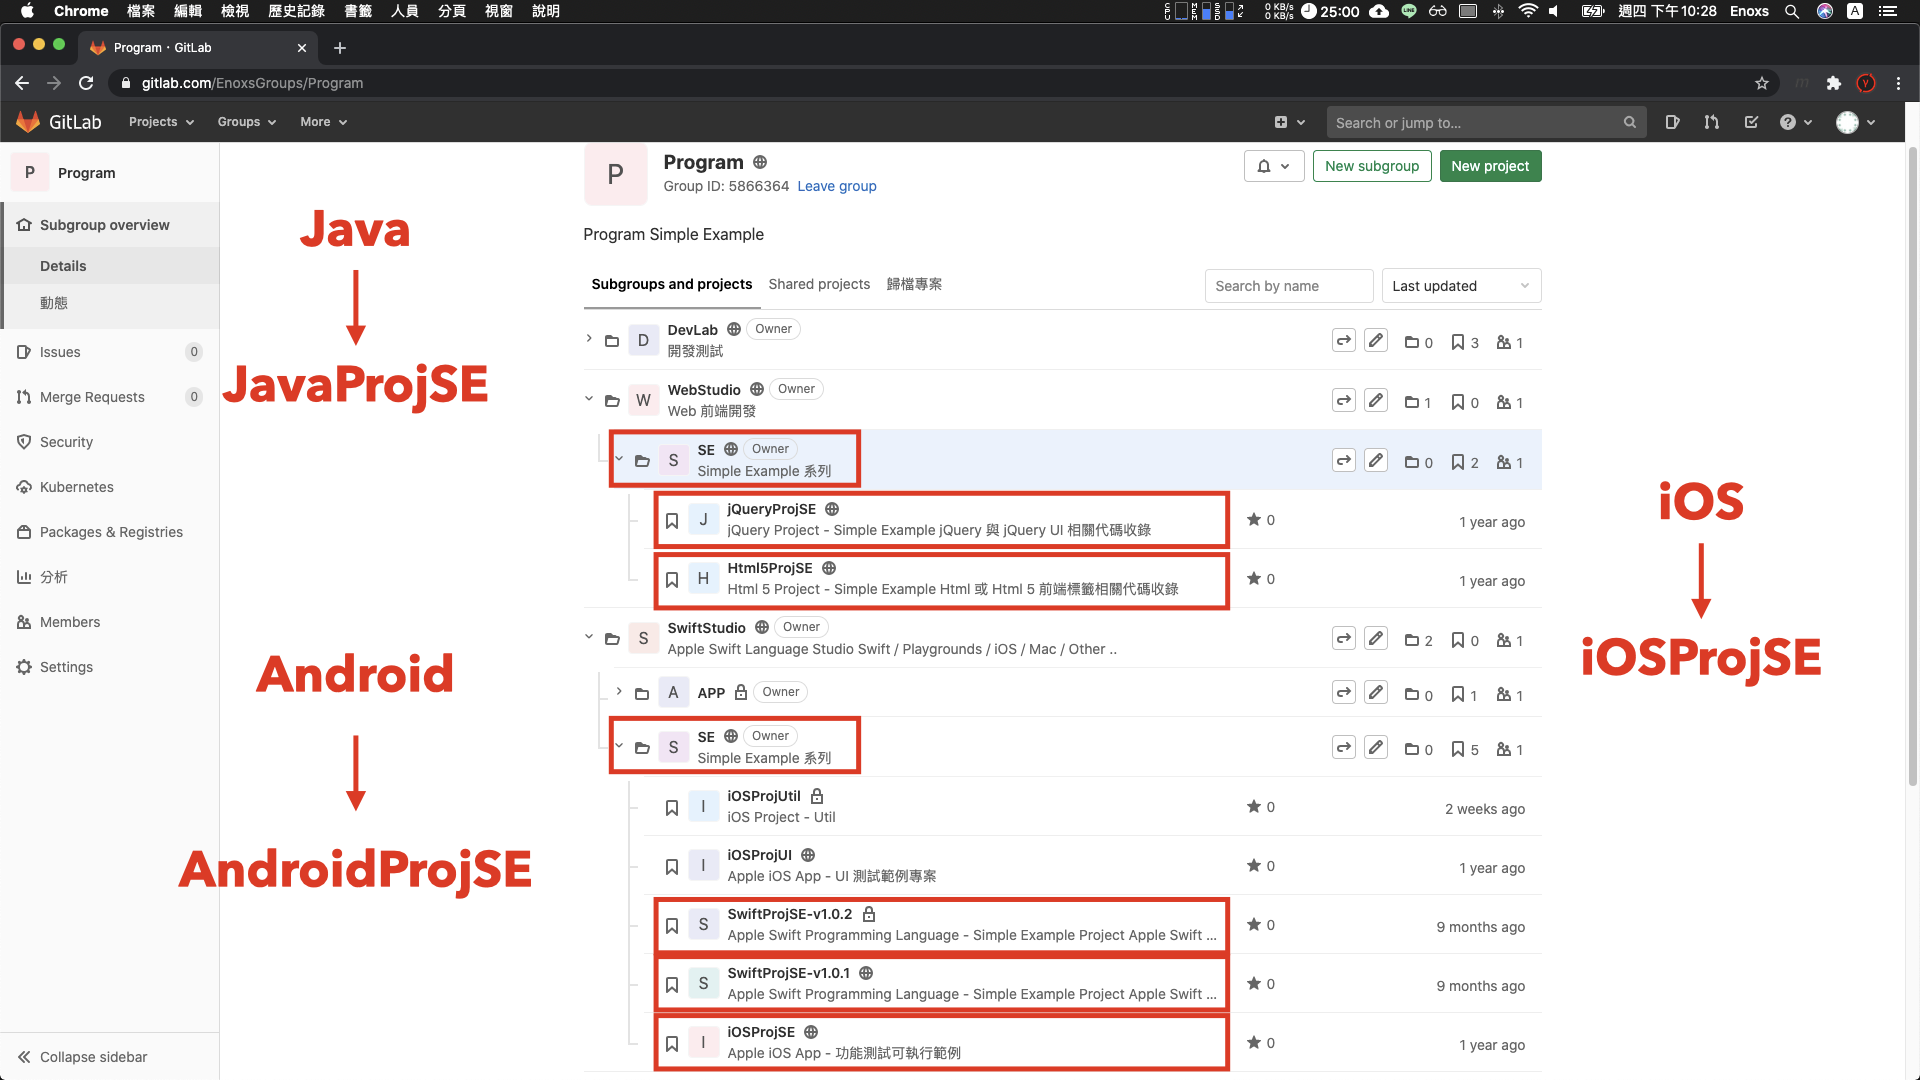 Chrome 檔案 編輯 檢視 歷史記錄 書籤 人員 分頁 視窗 說明
0 KB/s
0 KB/s
25:00 週四 下午10:28 Enoxs A
Program · GitLab
gitlab.com/EnoxsGroups/Program
GitLab Projects Groups More Search or jump to...
P Program
Subgroup overview
Details
動態
Issues 0
Merge Requests 0
Security
Kubernetes
Packages & Registries
分析
Members
Settings
Collapse sidebar
Java
JavaProjSE
Android
AndroidProjSE
P
Program
Group ID: 5866364 Leave group
New subgroup New project
Program Simple Example
Subgroups and projects Shared projects 歸檔專案
Search by name Last updated
D DevLab Owner 0 3 1
開發測試
W WebStudio Owner 1 0 1
Web 前端開發
S SE Owner 0 2 1
Simple Example 系列
J jQueryProjSE 0 1 year ago
jQuery Project - Simple Example jQuery 與 jQuery UI 相關代碼收錄
H Html5ProjSE 0 1 year ago
Html 5 Project - Simple Example Html 或 Html 5 前端標籤相關代碼收錄
S SwiftStudio Owner 2 0 1
Apple Swift Language Studio Swift / Playgrounds / iOS / Mac / Other ..
A APP Owner 0 1 1
S SE Owner 0 5 1
Simple Example 系列
I iOSProjUtil 0 2 weeks ago
iOS Project - Util
I iOSProjUI 0 1 year ago
Apple iOS App - UI 測試範例專案
S SwiftProjSE-v1.0.2 0 9 months ago
Apple Swift Programming Language - Simple Example Project Apple Swift ...
S SwiftProjSE-v1.0.1 0 9 months ago
Apple Swift Programming Language - Simple Example Project Apple Swift ...
I iOSProjSE 0 1 year ago
Apple iOS App - 功能測試可執行範例
iOS
iOSProjSE